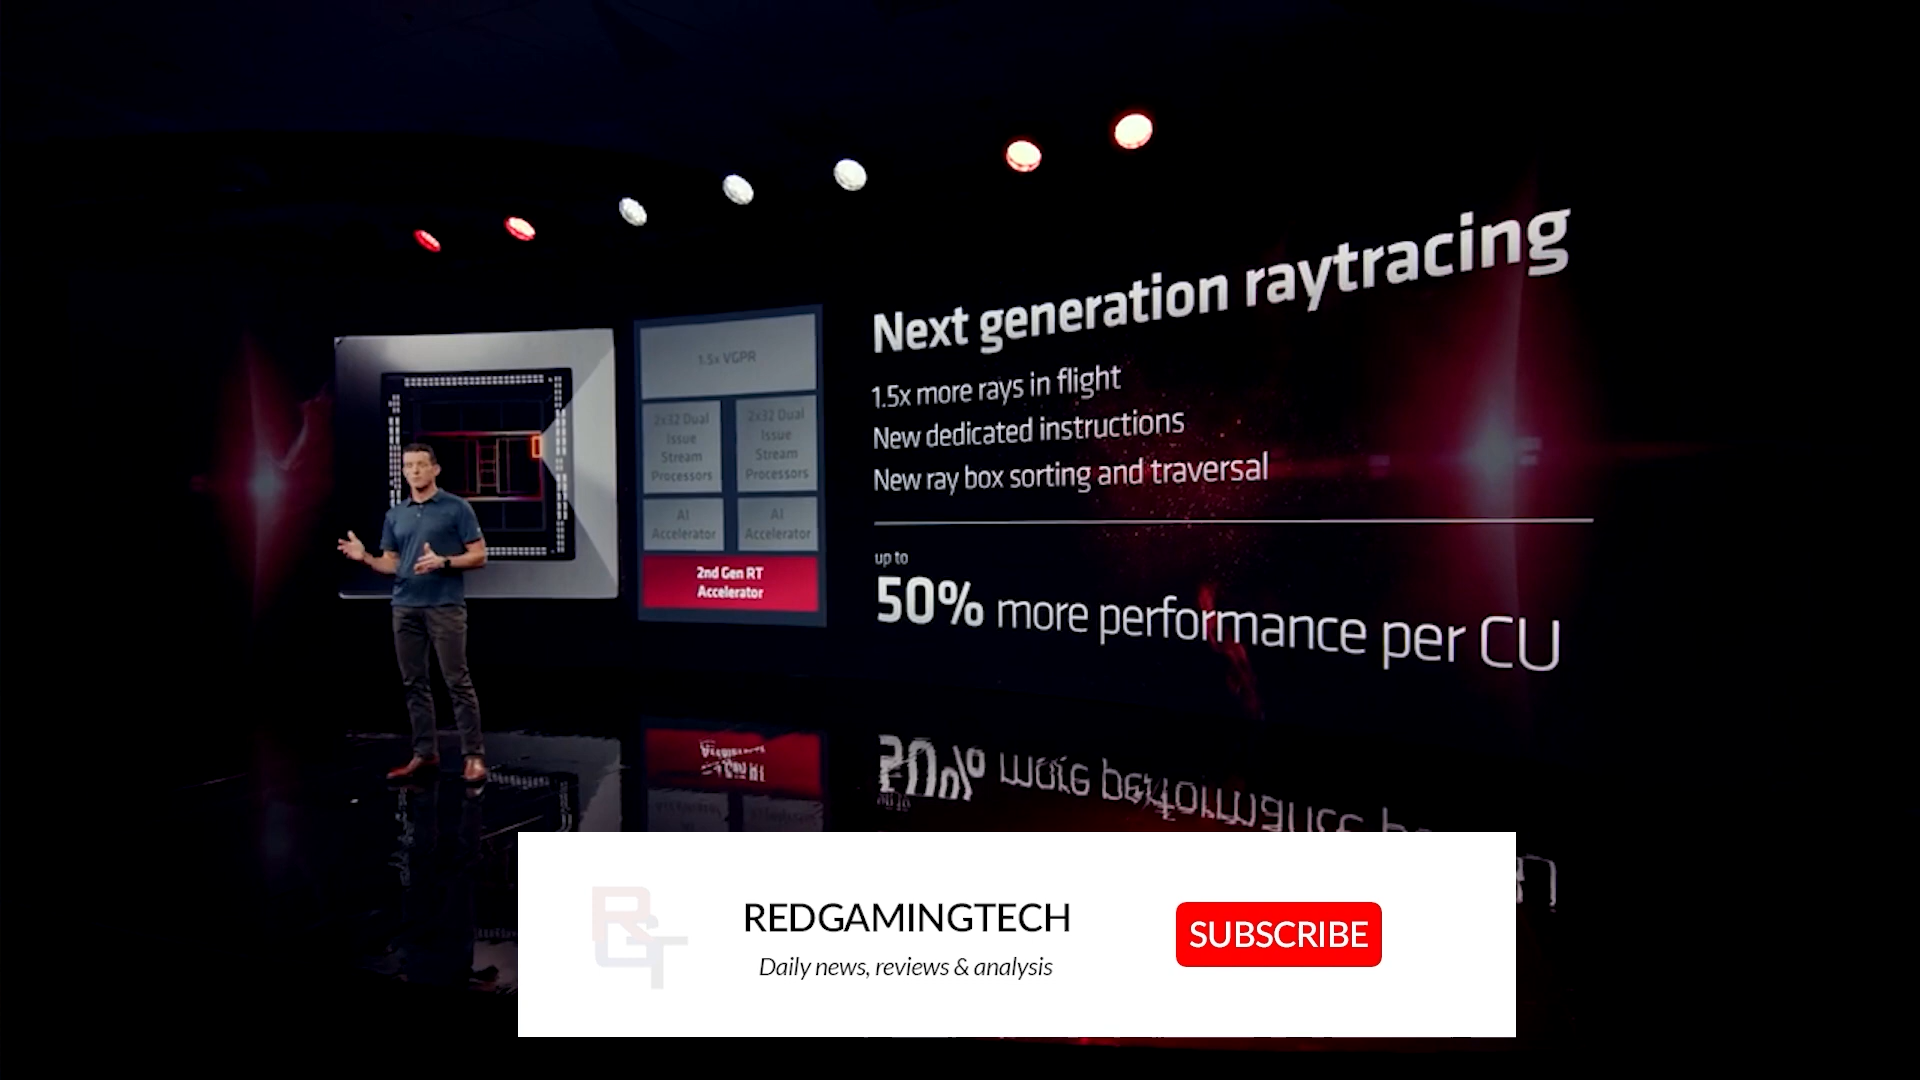 Next generation raytracing
1.5x more rays in flight
New dedicated instructions
New ray box sorting and traversal
up to
50% more performance per CU
1.5x VGPR
2x32 Dual
Issue
Stream
Processors
2x32 Dual
Issue
Stream
Processors
AI
Accelerator
AI
Accelerator
2nd Gen RT
Accelerator
RGT
REDGAMINGTECH
Daily news, reviews & analysis
SUBSCRIBE